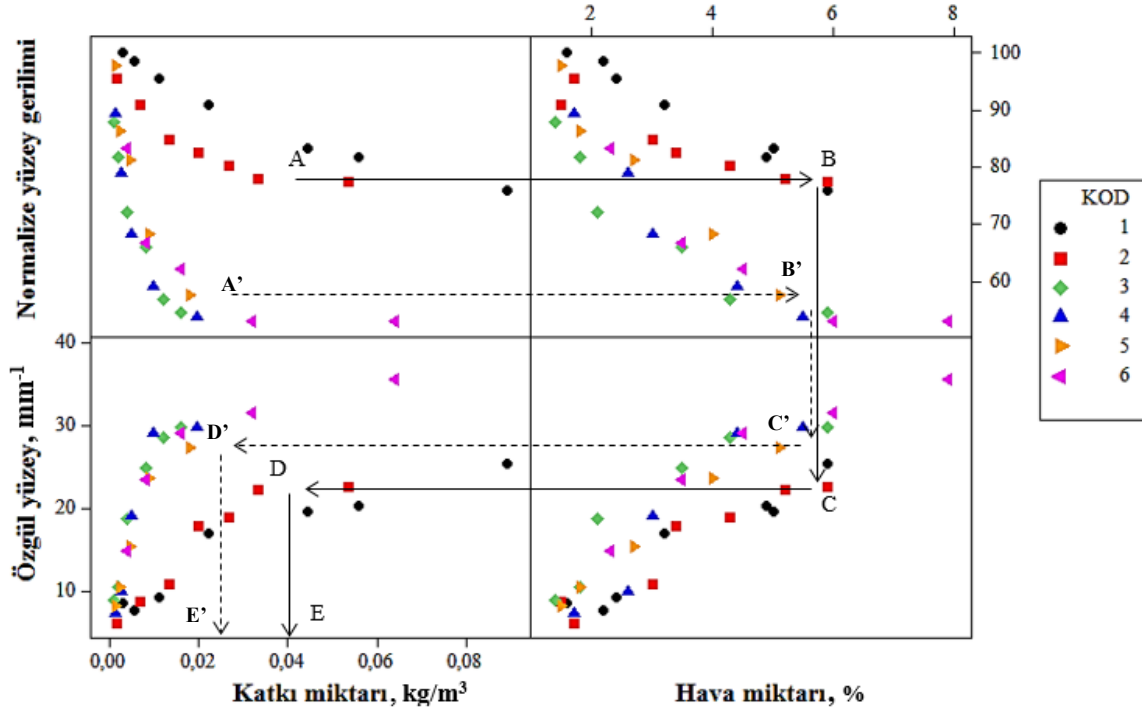 2 4 6 8
Normalize yüzey gerilimi
100
90
80
70
60
A
B
A’
B’
KOD
1
2
3
4
5
6
Özgül yüzey, mm-1
40
30
20
10
D’
C’
D
C
E’
E
0,00 0,02 0,04 0,06 0,08
Katkı miktarı, kg/m3
Hava miktarı, %